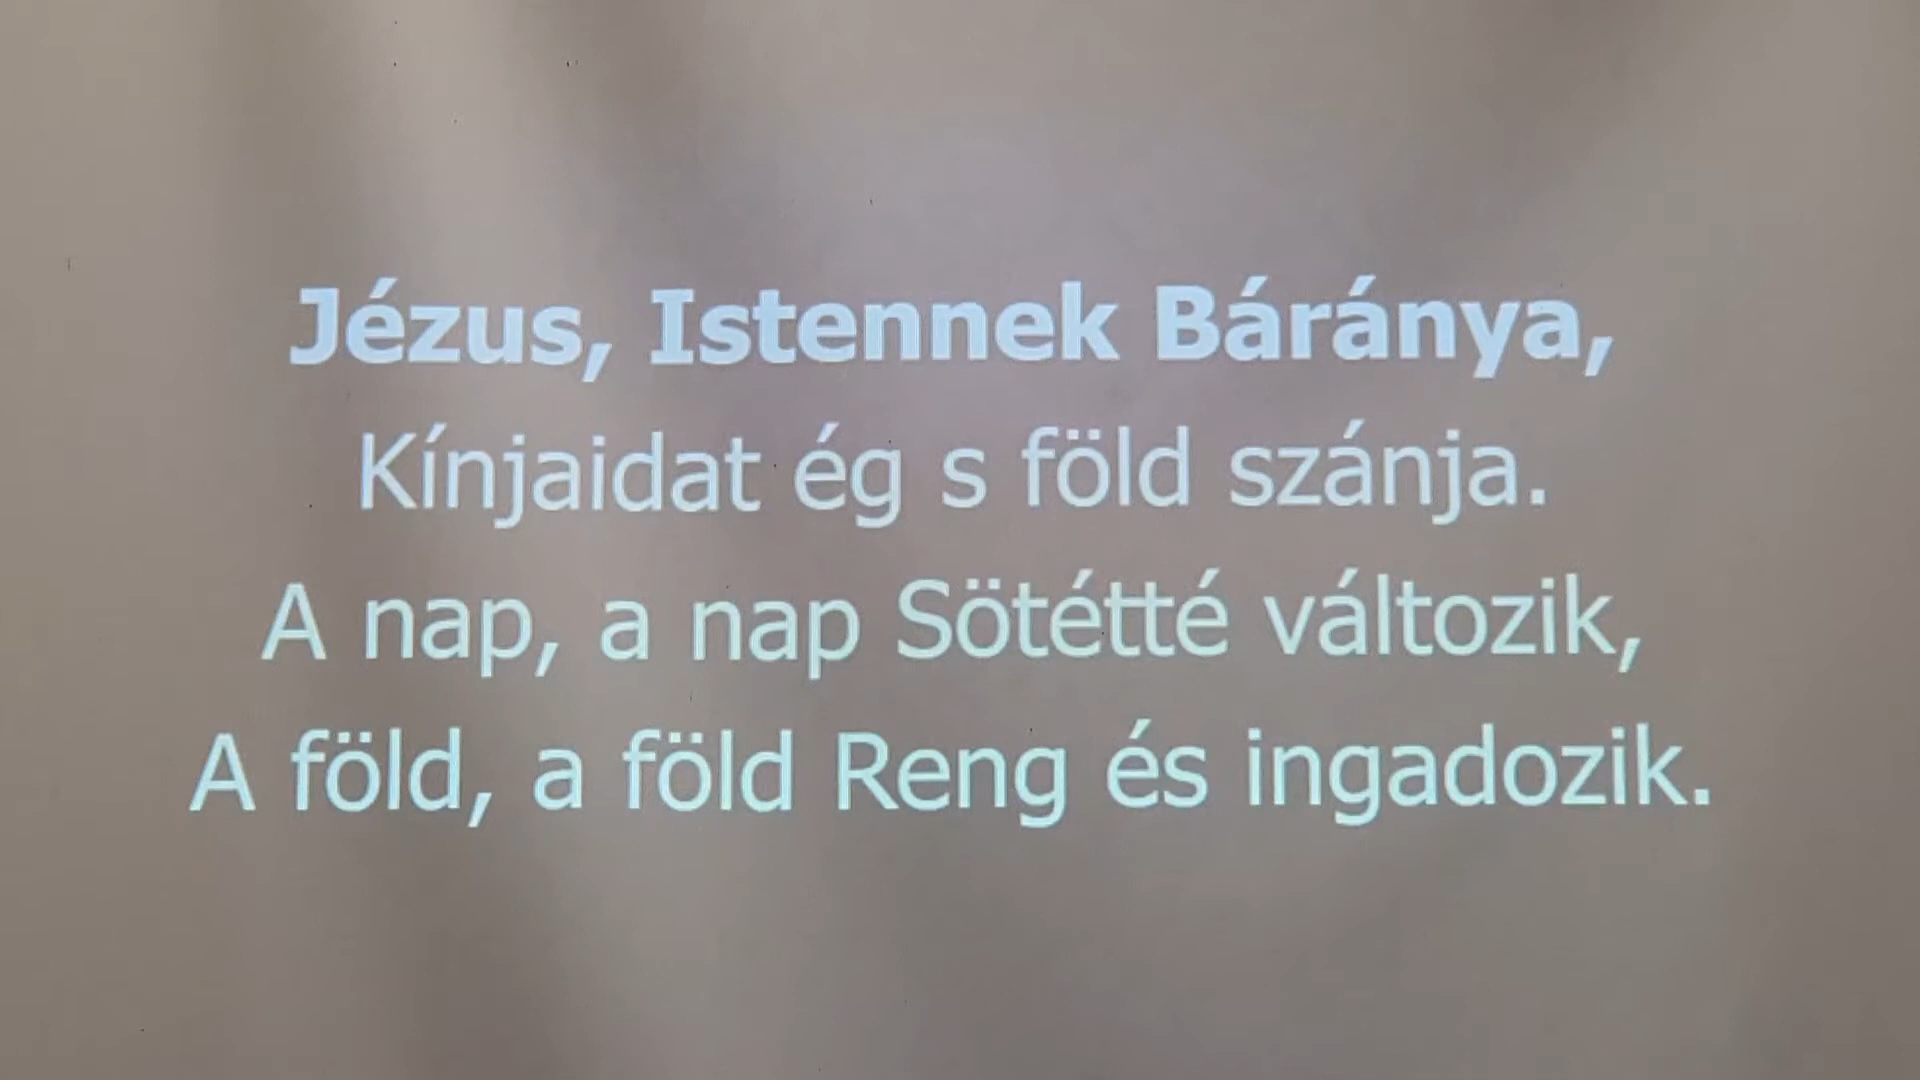 Jézus, Istennek Báránya,
Kínjaidat ég s föld szánja.
A nap, a nap Sötétté változik,
A föld, a föld Reng és ingadozik.